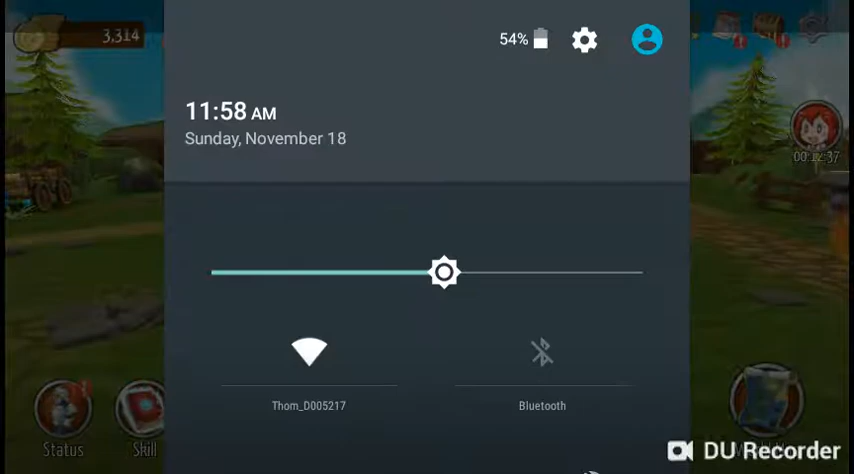 3,314
54%
11:58 AM
Sunday, November 18
00:12:37
Thom_D005217
Bluetooth
Status
Skill
DU Recorder